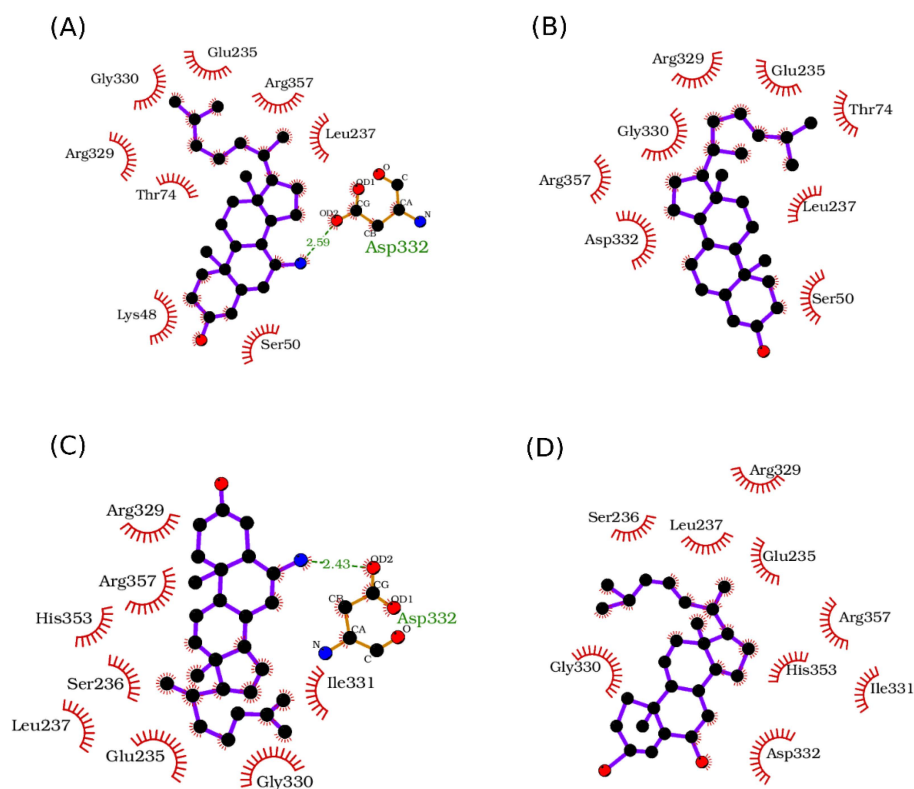 (A)
Glu235
Gly330
Arg357
Arg329
Leu237
Thr74
O
OD1
C
CG
CA
OD2
N
CB
Asp332
2.59
Lys48
Ser50
(B)
Arg329
Glu235
Thr74
Gly330
Arg357
Leu237
Asp332
Ser50
(C)
Arg329
2.43
OD2
CG
Arg357
CB
OD1
Asp332
His353
CA
O
N
C
Ser236
Ile331
Leu237
Glu235
Gly330
(D)
Arg329
Ser236
Leu237
Glu235
Arg357
Gly330
His353
Ile331
Asp332